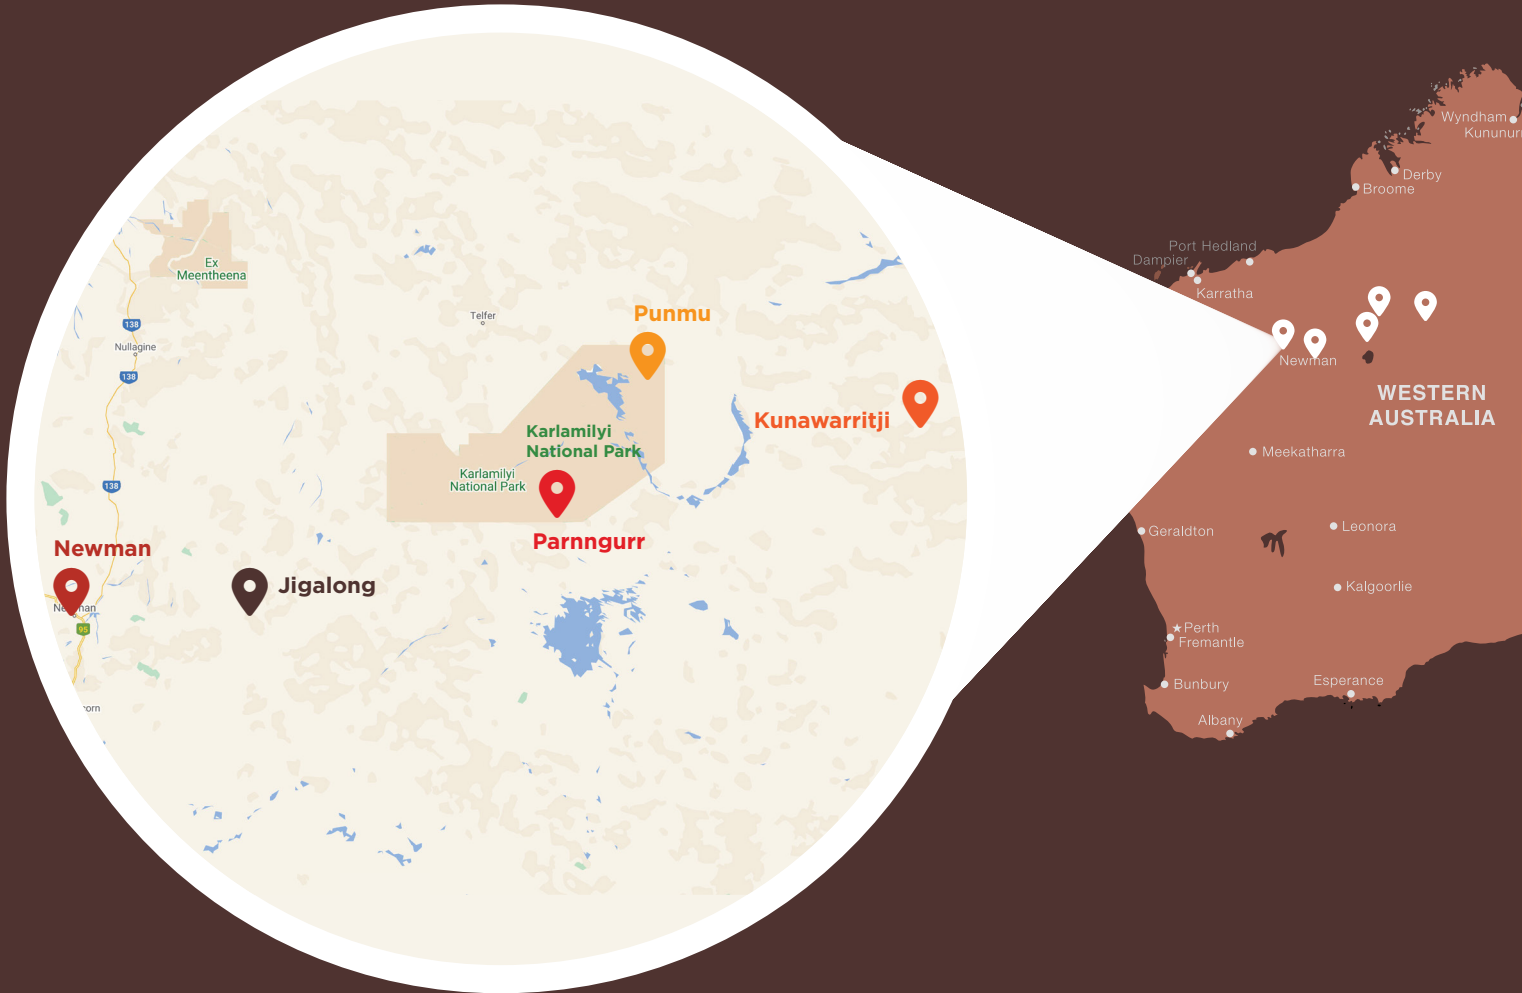 Ex
Meentheena
138
Nullagine
138
Telfer
Punmu
Kunawarritji
Karlamilyi
National Park
Karlamilyi
National Park
138
Parnngurr
Newman
Jigalong
95
Wyndham
Derby
Broome
Port Hedland
Dampier
Karratha
Newman
WESTERN
AUSTRALIA
Meekatharra
Geraldton
Leonora
Kalgoorlie
Perth
Fremantle
Bunbury
Esperance
Albany